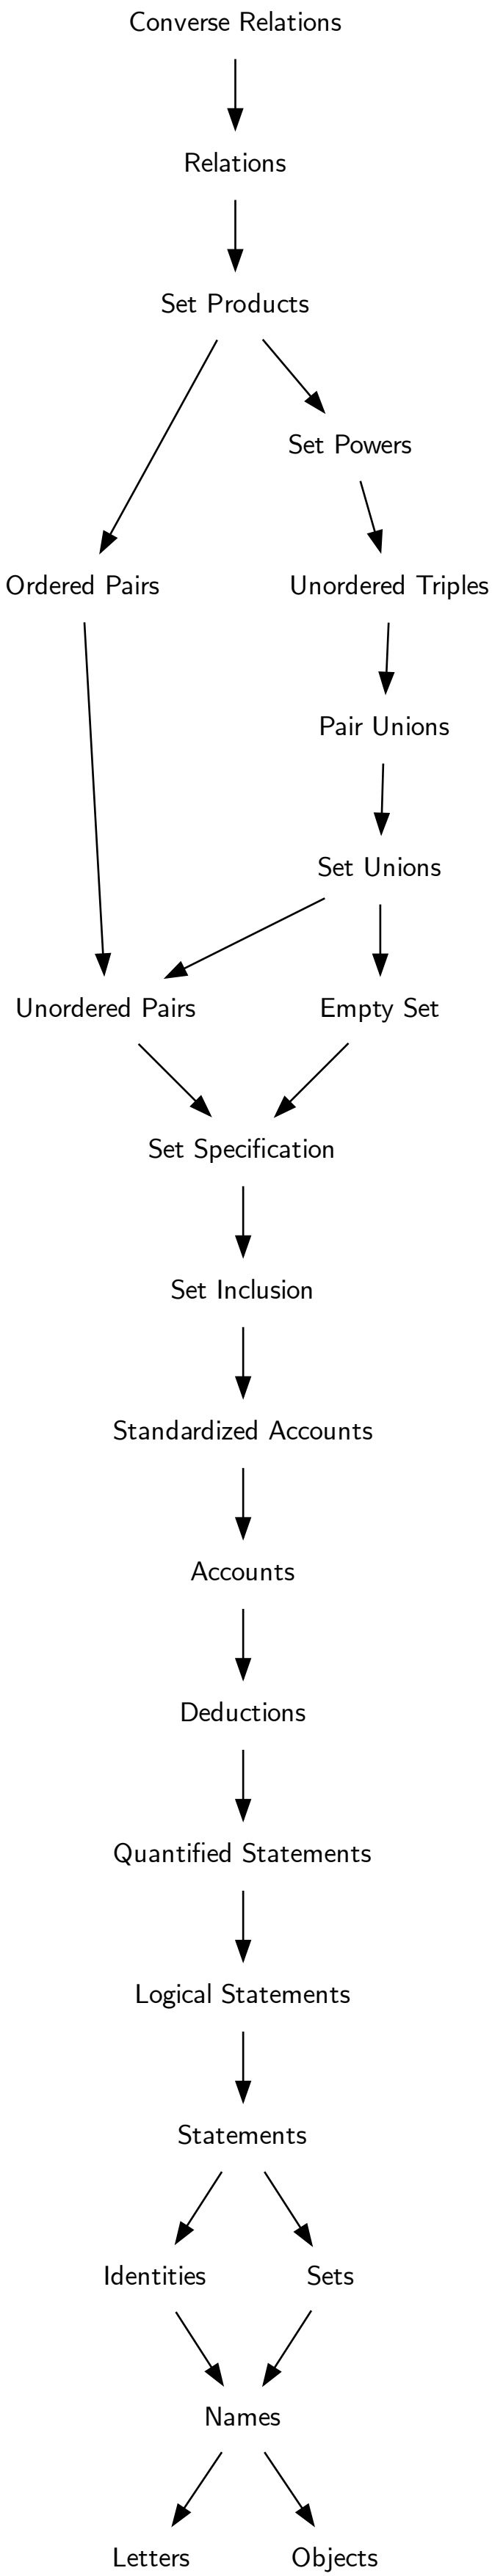 Converse Relations
Relations
Set Products
Set Powers
Ordered Pairs
Unordered Triples
Pair Unions
Set Unions
Unordered Pairs
Empty Set
Set Specification
Set Inclusion
Standardized Accounts
Accounts
Deductions
Quantified Statements
Logical Statements
Statements
Identities
Sets
Names
Letters
Objects